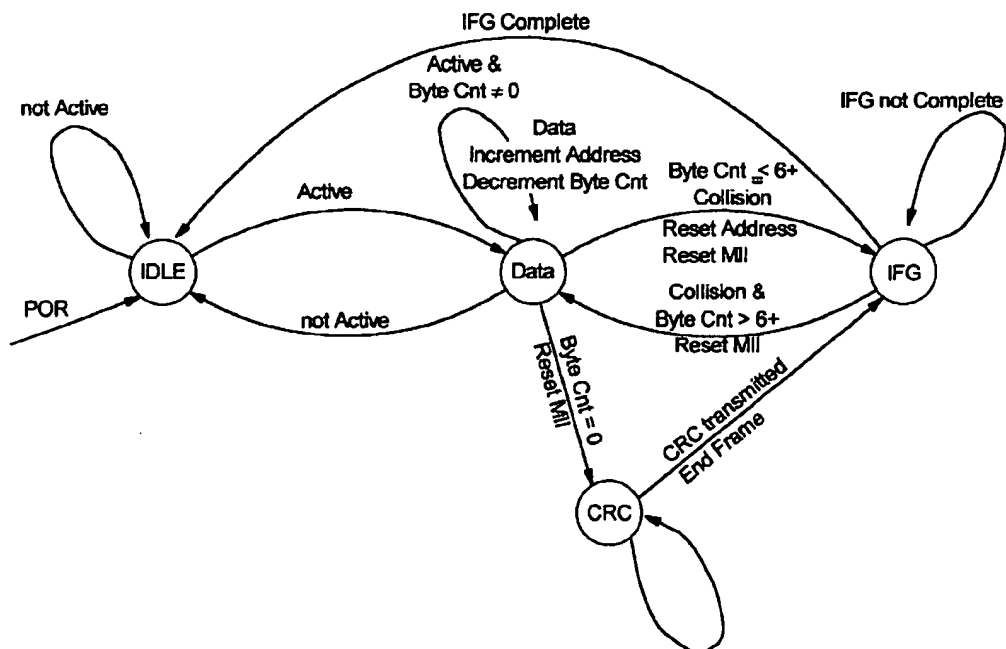 IFG Complete
Active &
Byte Cnt ≠ 0
not Active
IFG not Complete
Data
Increment Address
Decrement Byte Cnt
Byte Cnt ≤ 6+
Collision
Active
Reset Address
Reset MII
IDLE
Data
IFG
POR
not Active
Collision &
Byte Cnt > 6+
Reset MII
Byte Cnt = 0
Reset MII
CRC transmitted
End Frame
CRC